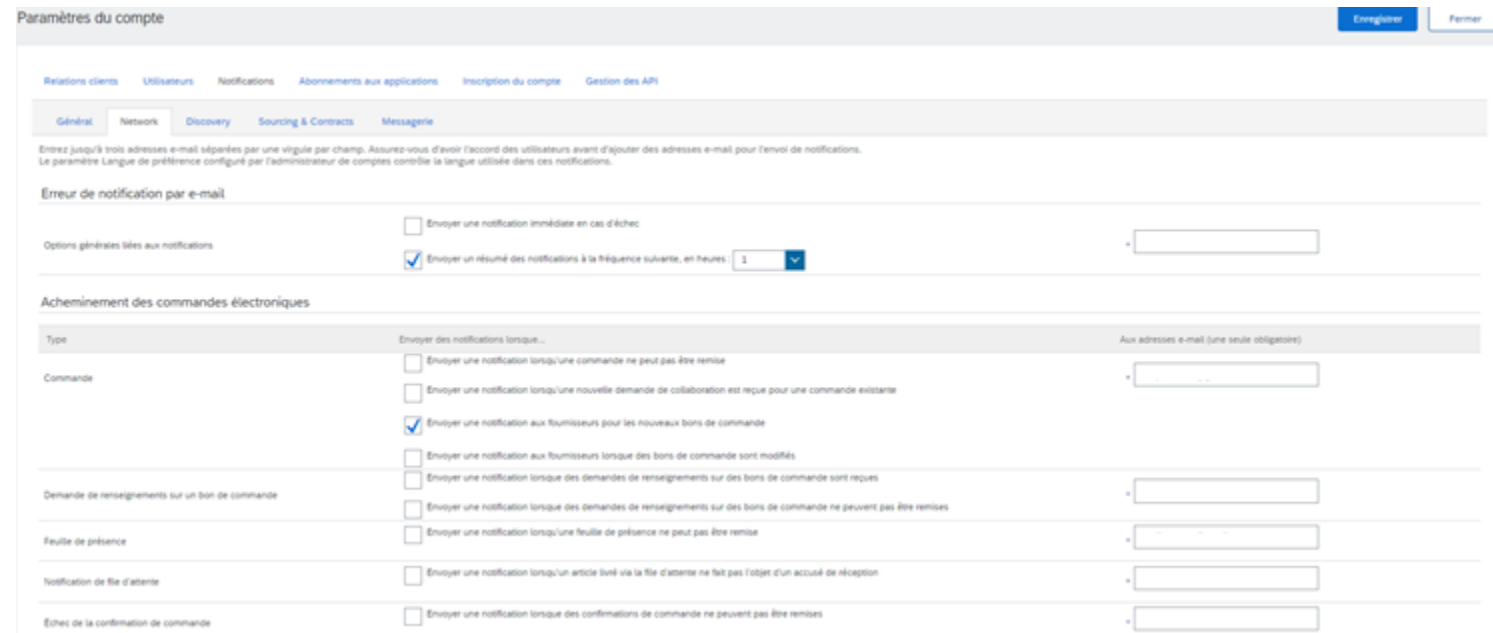 Paramètres du compte
Enregistrer
Fermer
Relations clients Utilisateurs Notifications Abonnements aux applications Inscription du compte Gestion des API
Général Network Discovery Sourcing & Contracts Messagerie
Entrez jusqu'à trois adresses e-mail séparées par une virgule par champ. Assurez-vous d'avoir l'accord des utilisateurs avant d'ajouter des adresses e-mail pour l'envoi de notifications.
Le paramètre Langue de préférence configuré par l'administrateur de comptes contrôle la langue utilisée dans ces notifications.
Erreur de notification par e-mail
Envoyer une notification immédiate en cas d'échec
Options générales liées aux notifications
Envoyer un résumé des notifications à la fréquence suivante, en heures : 1
Acheminement des commandes électroniques
Type Envoyer des notifications lorsque... Aux adresses e-mail (une seule obligatoire)
Envoyer une notification lorsqu'une commande ne peut pas être remise
Commande
Envoyer une notification lorsqu'une nouvelle demande de collaboration est reçue pour une commande existante
Envoyer une notification aux fournisseurs pour les nouveaux bons de commande
Envoyer une notification aux fournisseurs lorsque des bons de commande sont modifiés
Envoyer une notification lorsque des demandes de renseignements sur des bons de commande sont reçues
Demande de renseignements sur un bon de commande
Envoyer une notification lorsque des demandes de renseignements sur des bons de commande ne peuvent pas être remises
Envoyer une notification lorsqu'une feuille de présence ne peut pas être remise
Feuille de présence
Envoyer une notification lorsqu'un article livré via la file d'attente ne fait pas l'objet d'un accusé de réception
Notification de file d'attente
Envoyer une notification lorsque des confirmations de commande ne peuvent pas être remises
Échec de la confirmation de commande